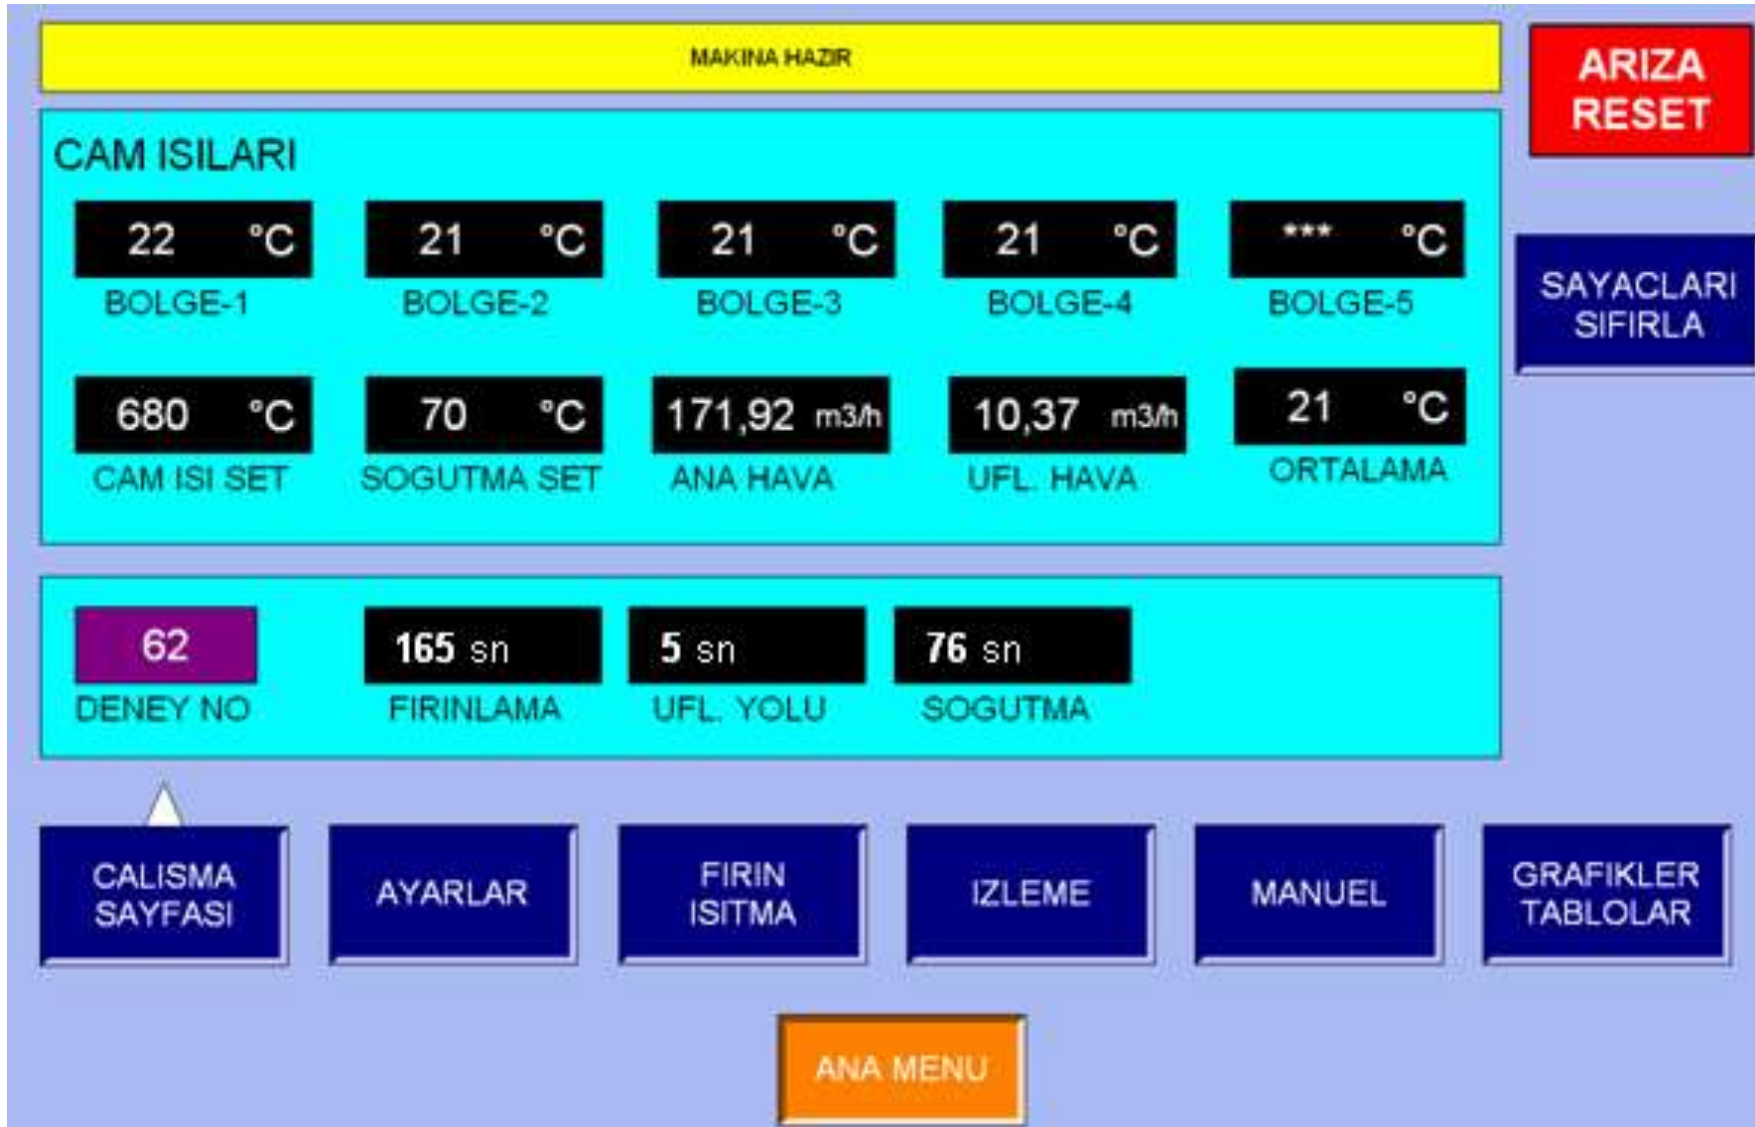 MAKINA HAZIR
ARIZA
RESET
CAM ISILARI
22 °C 21 °C 21 °C 21 °C *** °C
BOLGE-1 BOLGE-2 BOLGE-3 BOLGE-4 BOLGE-5
SAYACLARI
SIFIRLA
680 °C 70 °C 171,92 m3/h 10,37 m3/h 21 °C
CAM ISI SET SOGUTMA SET ANA HAVA UFL. HAVA ORTALAMA
62 165 sn 5 sn 76 sn
DENEY NO FIRINLAMA UFL. YOLU SOGUTMA
CALISMA
SAYFASI
AYARLAR
FIRIN
ISITMA
IZLEME
MANUEL
GRAFIKLER
TABLOLAR
ANA MENU